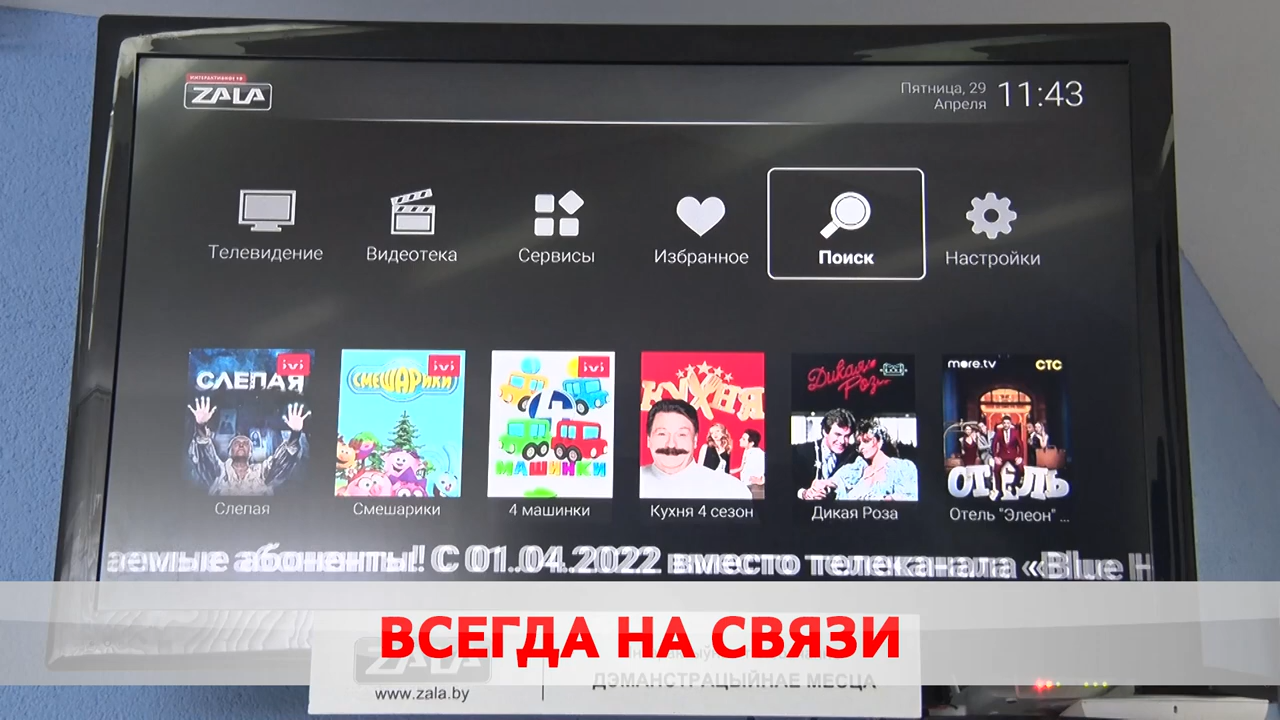 ИНТЕРАКТИВНОЕ ТВ
ZALA
Пятница, 29
Апреля
11:43
Телевидение
Видеотека
Сервисы
Избранное
Поиск
Настройки
ivi
СЛЕПАЯ
ivi
СМЕШАРИКИ
ivi
4
МАШИНКИ
КУХНЯ
Дикая
more.tv
СТС
ОТЕЛЬ
Слепая
Смешарики
4 машинки
Кухня 4 сезон
Дикая Роза
Отель "Элеон" ...
аемые абоненты! С 01.04.2022 вместо телеканала «Blue H
ВСЕГДА НА СВЯЗИ
ZALA
www.zala.by
ДЭМАНСТРАЦЫЙНАЕ МЕСЦА